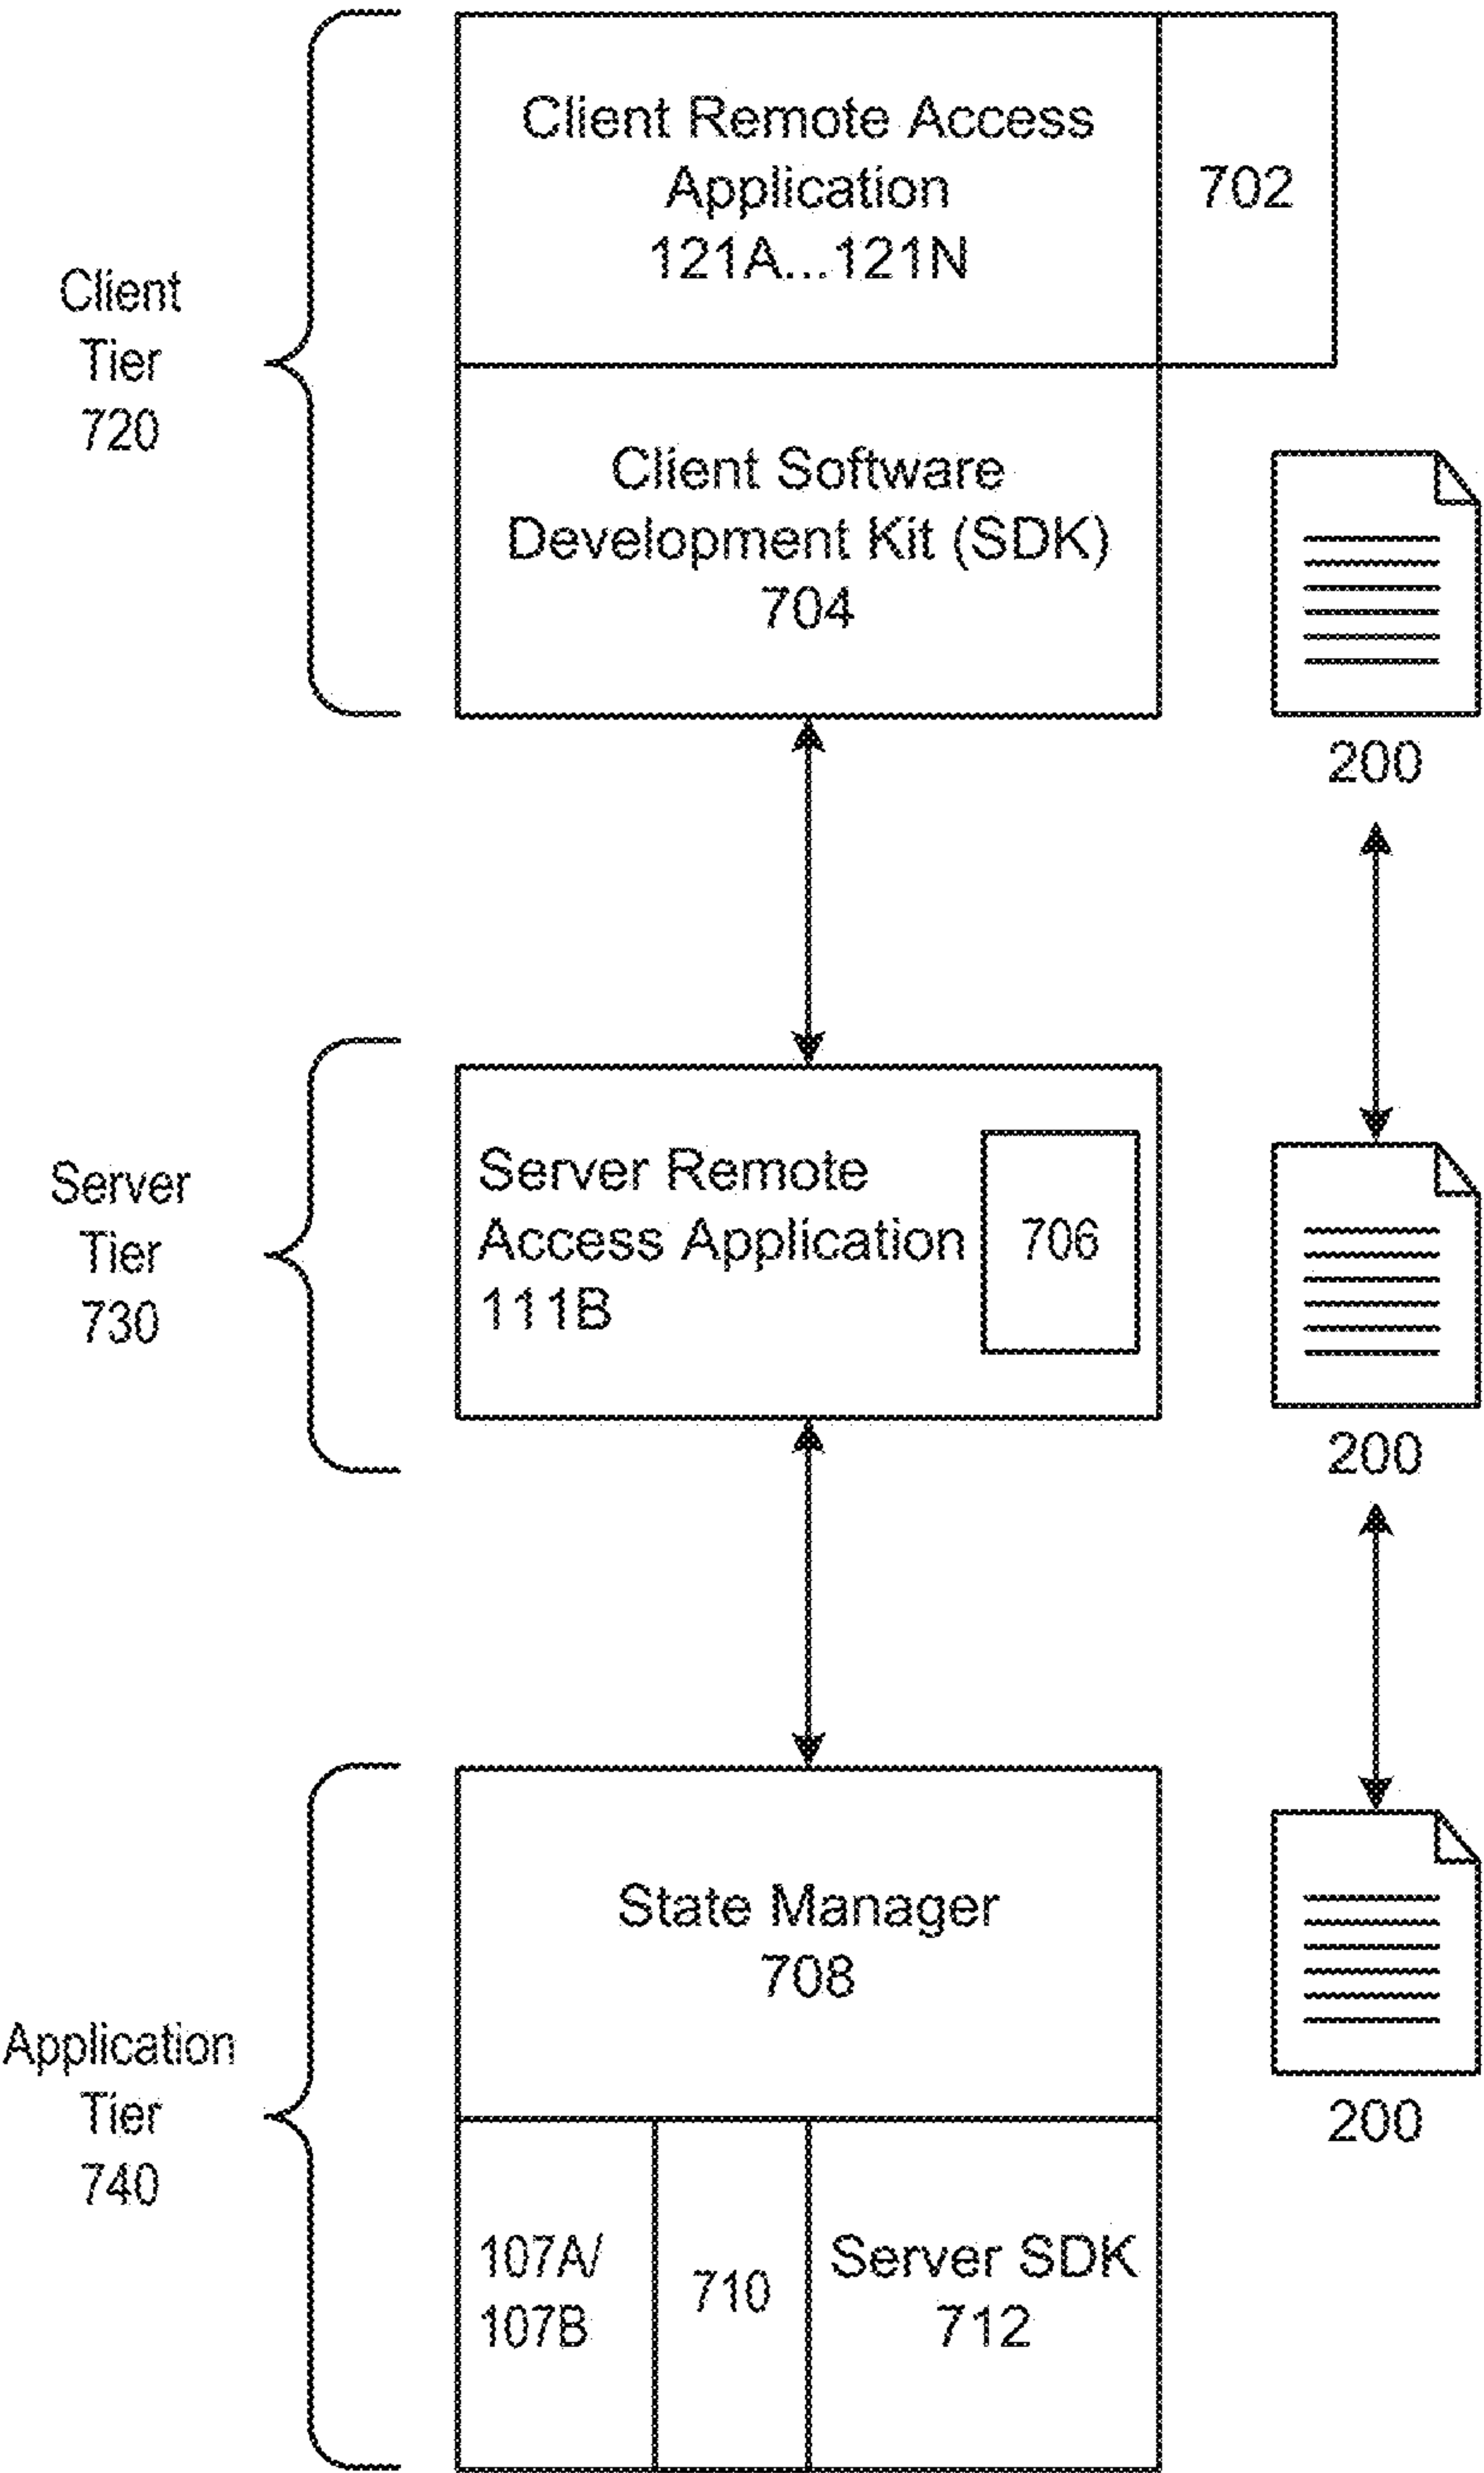 Client Remote Access
Application
121A...121N
702
Client
Tier
720
Client Software
Development Kit (SDK)
704
200
Server
Tier
730
Server Remote
Access Application
111B
706
200
State Manager
708
Application
Tier
740
200
107A/
107B
710
Server SDK
712